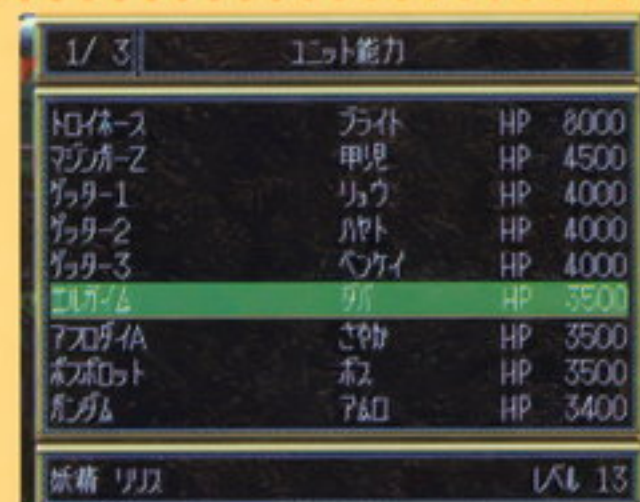 1/ 3 ユニット能力
トロイホース ブライト HP 8000
マジンガーZ 甲児 HP 4500
ゲッター1 リョウ HP 4000
ゲッター2 ハヤト HP 4000
ゲッター3 ベンケイ HP 4000
エルガイム ダバ HP 3500
アフロダイA さやか HP 3500
ボスボロット ボス HP 3500
ガンダム アムロ HP 3400
妖精 リリス レベル 13